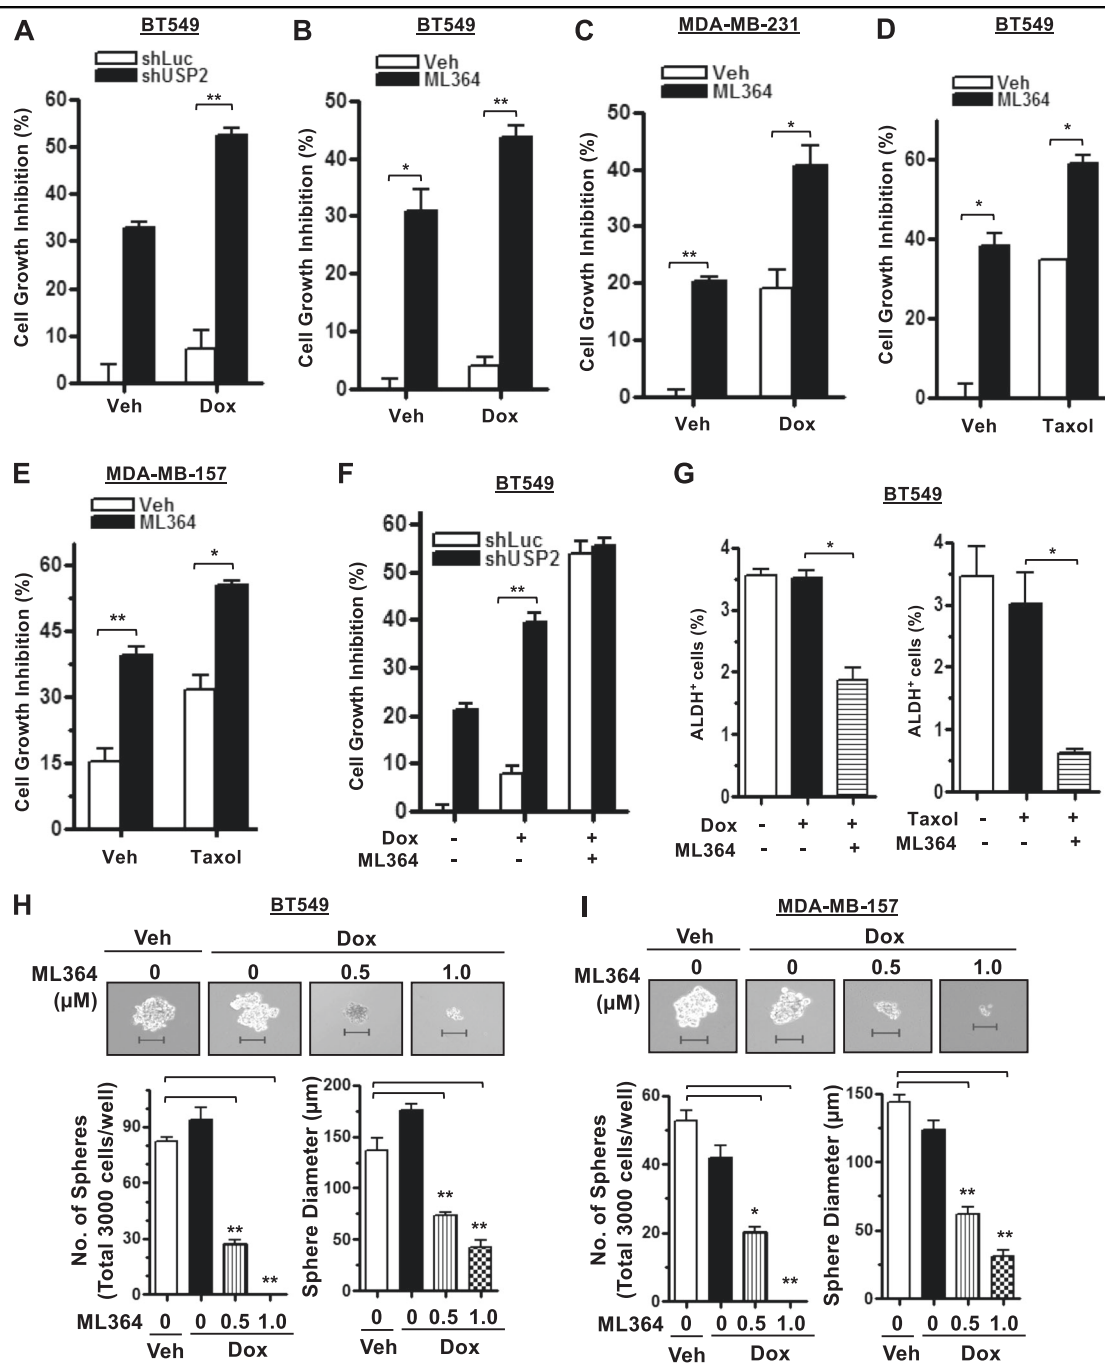 A
BT549
shLuc
shUSP2
**
Cell Growth Inhibition (%)
60
50
40
30
20
10
0
Veh Dox
B
BT549
Veh
ML364
*
**
Cell Growth Inhibition (%)
50
40
30
20
10
0
Veh Dox
C
MDA-MB-231
Veh
ML364
**
*
Cell Growth Inhibition (%)
50
40
30
20
10
0
Veh Dox
D
BT549
Veh
ML364
*
*
Cell Growth Inhibition (%)
60
40
20
0
Veh Taxol
E
MDA-MB-157
Veh
ML364
**
*
Cell Growth Inhibition (%)
60
45
30
15
0
Veh Taxol
F
BT549
shLuc
shUSP2
**
Cell Growth Inhibition (%)
60
50
40
30
20
10
0
Dox - + +
ML364 - - +
G
BT549
*
ALDH+ cells (%)
4
3
2
1
0
Dox - + +
ML364 - - +
*
ALDH+ cells (%)
4
3
2
1
0
Taxol - + +
ML364 - - +
H
BT549
Veh Dox
ML364 0 0 0.5 1.0
(μM)
No. of Spheres
(Total 3000 cells/well)
90
60
30
0
** **
ML364 0 0 0.5 1.0
Veh Dox
Sphere Diameter (μm)
200
150
100
50
0
** **
0 0 0.5 1.0
Veh Dox
I
MDA-MB-157
Veh Dox
ML364 0 0 0.5 1.0
(μM)
No. of Spheres
(Total 3000 cells/well)
60
40
20
0
* **
ML364 0 0 0.5 1.0
Veh Dox
Sphere Diameter (μm)
150
100
50
0
** **
0 0 0.5 1.0
Veh Dox